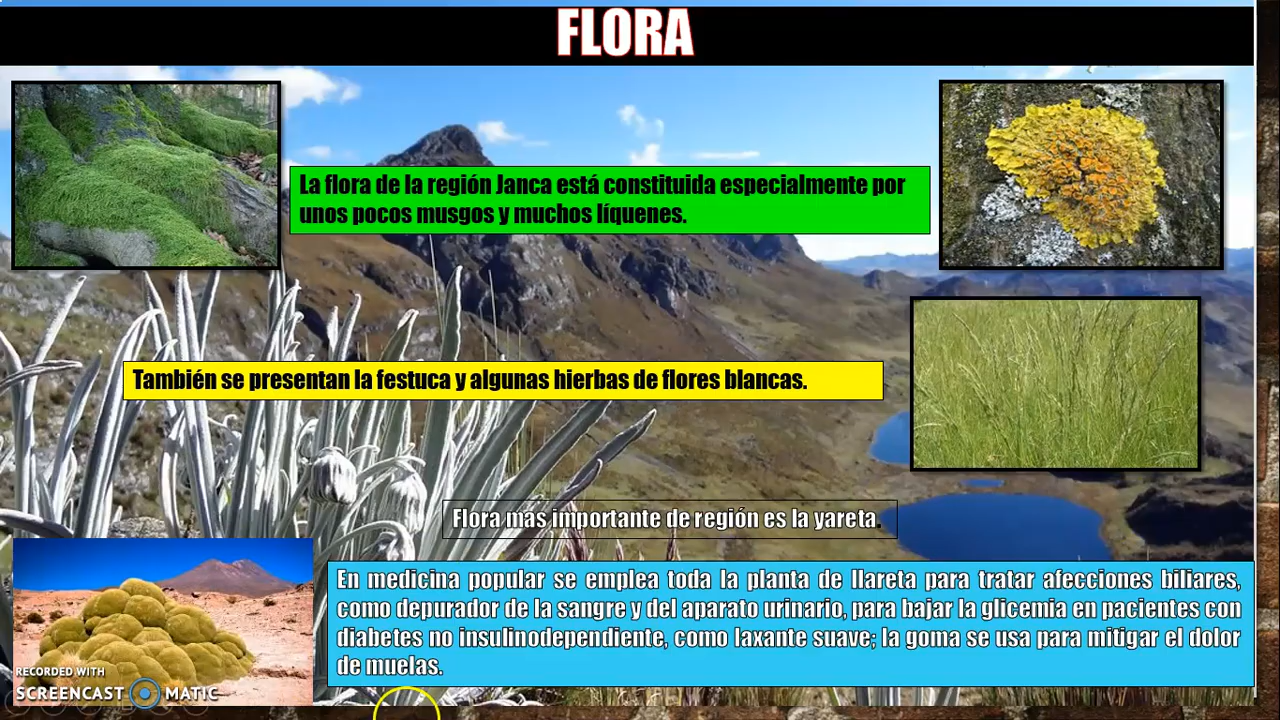 FLORA
La flora de la región Janca está constituida especialmente por
unos pocos musgos y muchos líquenes.
También se presentan la festuca y algunas hierbas de flores blancas.
Flora mas importante de región es la yareta.
En medicina popular se emplea toda la planta de llareta para tratar afecciones biliares,
como depurador de la sangre y del aparato urinario, para bajar la glicemia en pacientes con
diabetes no insulinodependiente, como laxante suave; la goma se usa para mitigar el dolor
de muelas.
RECORDED WITH
SCREENCAST MATIC